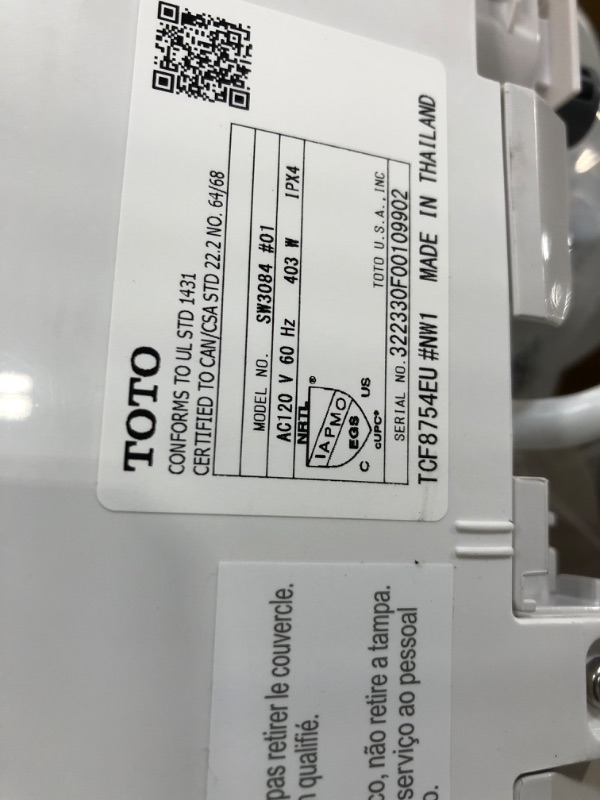 TOTO
CONFORMS TO UL STD 1431
CERTIFIED TO CAN/CSA STD 22.2 NO. 64/68
MODEL NO. SW3084 #01
AC120 V 60 Hz 403 W IPX4
NRTL ®
IAPMO
EGS
C US
cUPC®
TOTO U.S.A., INC
SERIAL NO. 322330F00109902
TCF8754EU #NW1 MADE IN THAILAND
pas retirer le couvercle.
qualifié.
não retire a tampa.
serviço ao pessoal